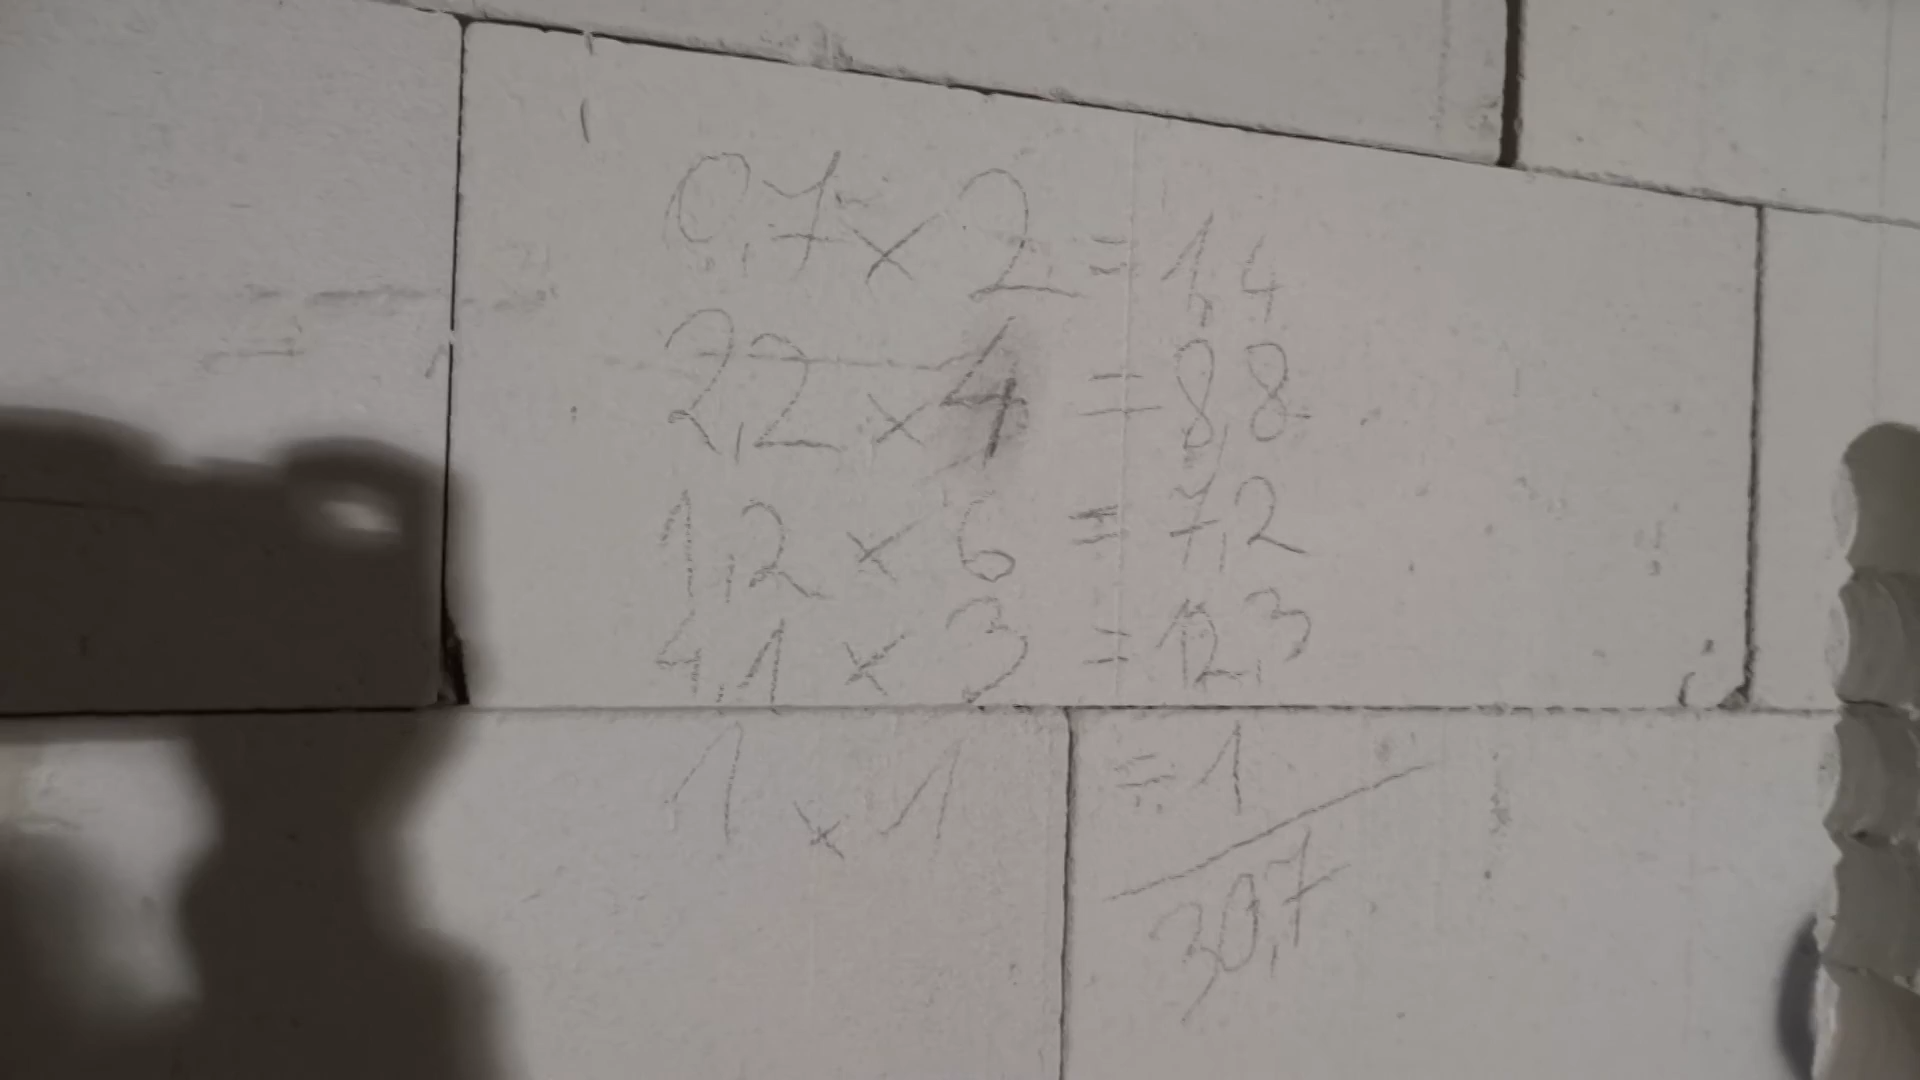 0,7 x 2 = 1,4
2,2 x 4 = 8,8
1,2 x 6 = 7,2
4,1 x 3 = 12,3
1 x 1 = 1
30,7